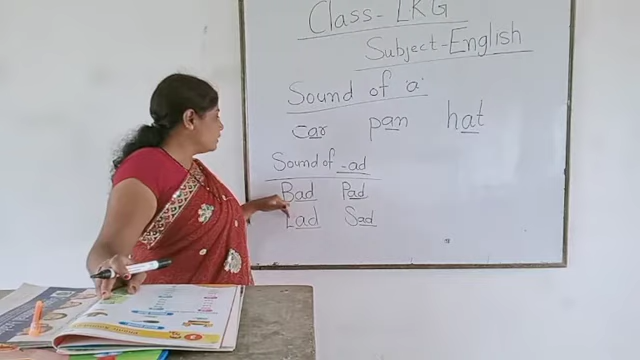 Class - LKG
Subject - English
Sound of 'a'
car pan hat
Sound of -ad
Bad Pad
Lad Sad